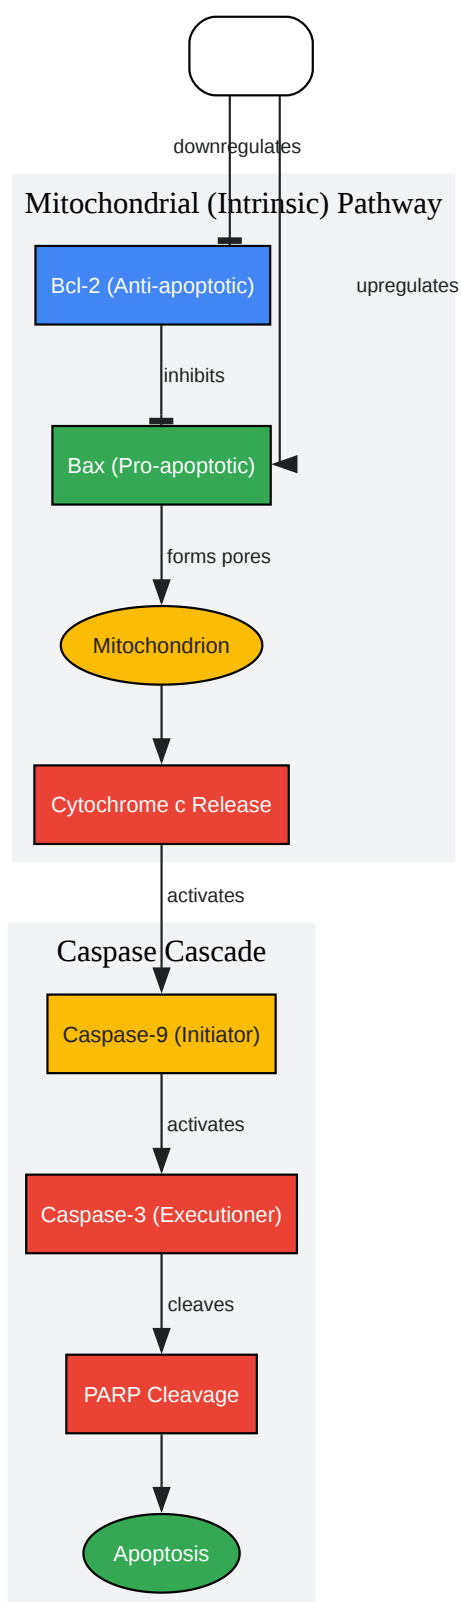 downregulates
Mitochondrial (Intrinsic) Pathway
Bcl-2 (Anti-apoptotic)
upregulates
inhibits
Bax (Pro-apoptotic)
forms pores
Mitochondrion
Cytochrome c Release
activates
Caspase Cascade
Caspase-9 (Initiator)
activates
Caspase-3 (Executioner)
cleaves
PARP Cleavage
Apoptosis